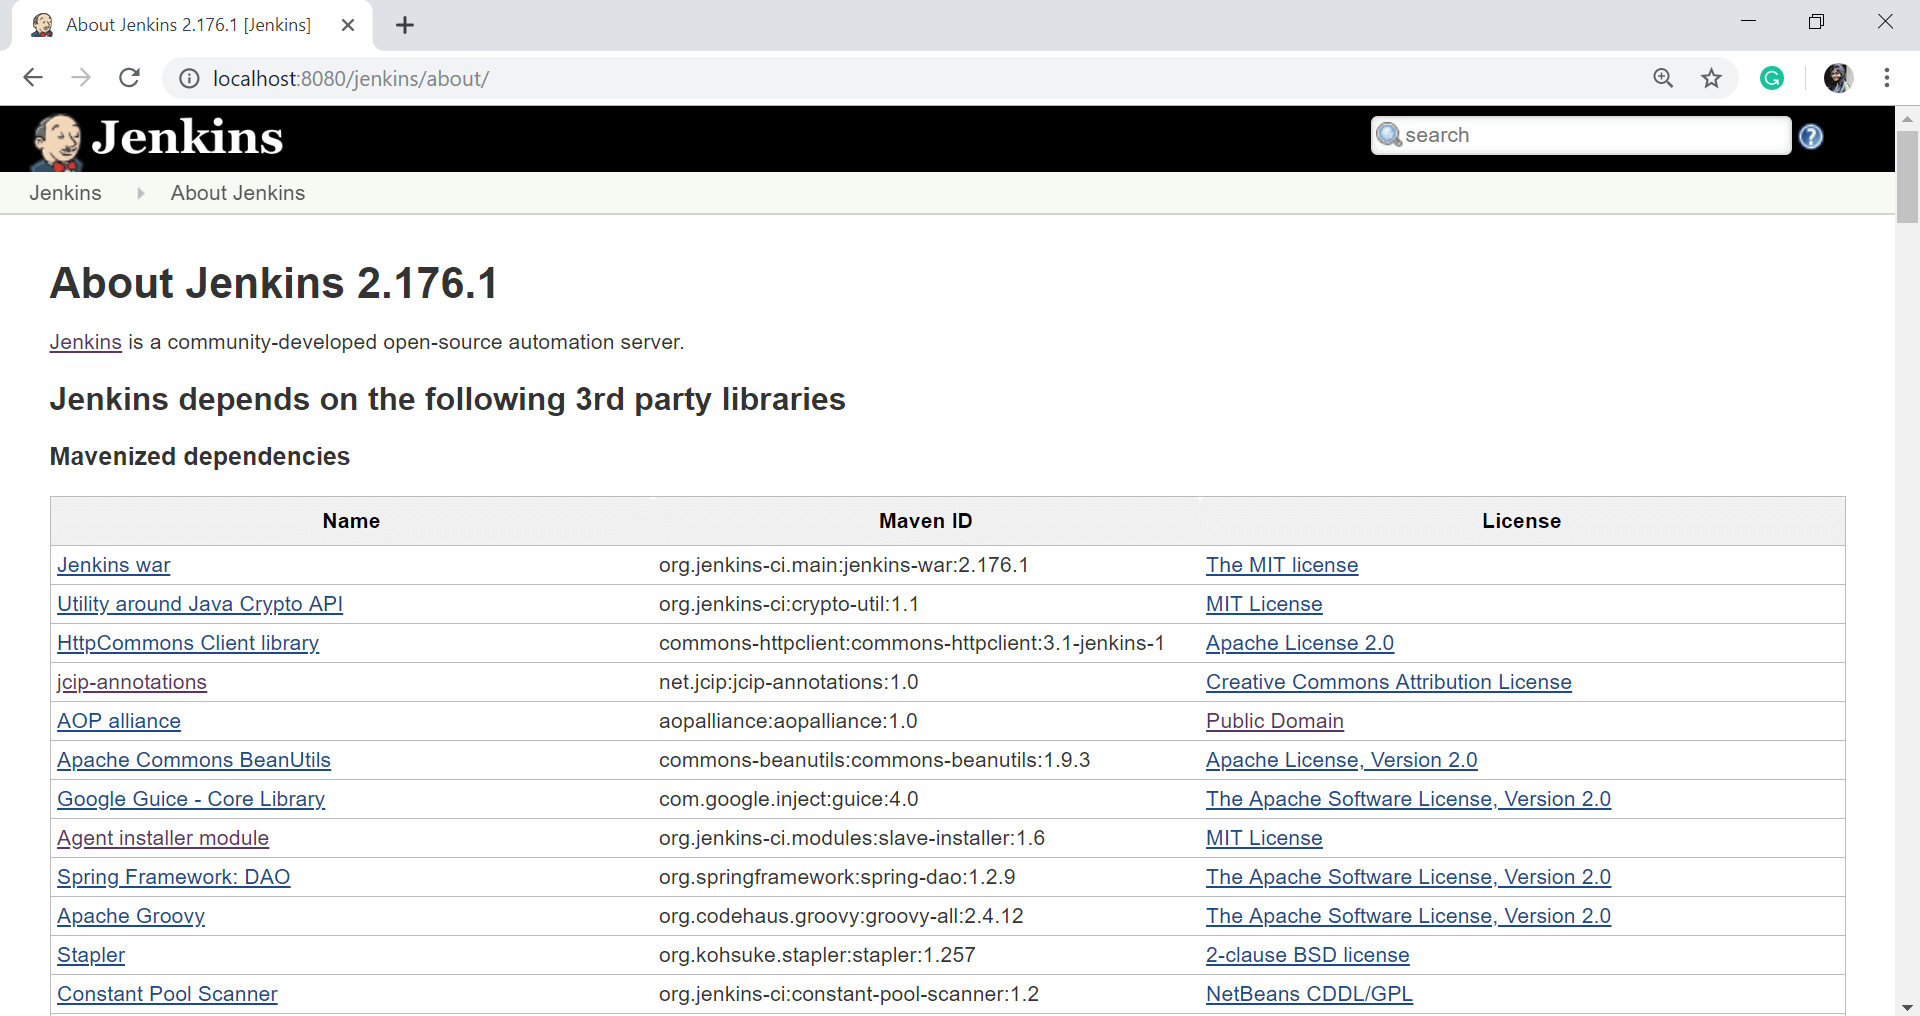 About Jenkins 2.176.1 [Jenkins]
localhost:8080/jenkins/about/
Jenkins
search
Jenkins About Jenkins
About Jenkins 2.176.1
Jenkins is a community-developed open-source automation server.
Jenkins depends on the following 3rd party libraries
Mavenized dependencies
Name Maven ID License
Jenkins war org.jenkins-ci.main:jenkins-war:2.176.1 The MIT license
Utility around Java Crypto API org.jenkins-ci:crypto-util:1.1 MIT License
HttpCommons Client library commons-httpclient:commons-httpclient:3.1-jenkins-1 Apache License 2.0
jcip-annotations net.jcip:jcip-annotations:1.0 Creative Commons Attribution License
AOP alliance aopalliance:aopalliance:1.0 Public Domain
Apache Commons BeanUtils commons-beanutils:commons-beanutils:1.9.3 Apache License, Version 2.0
Google Guice - Core Library com.google.inject:guice:4.0 The Apache Software License, Version 2.0
Agent installer module org.jenkins-ci.modules:slave-installer:1.6 MIT License
Spring Framework: DAO org.springframework:spring-dao:1.2.9 The Apache Software License, Version 2.0
Apache Groovy org.codehaus.groovy:groovy-all:2.4.12 The Apache Software License, Version 2.0
Stapler org.kohsuke.stapler:stapler:1.257 2-clause BSD license
Constant Pool Scanner org.jenkins-ci:constant-pool-scanner:1.2 NetBeans CDDL/GPL